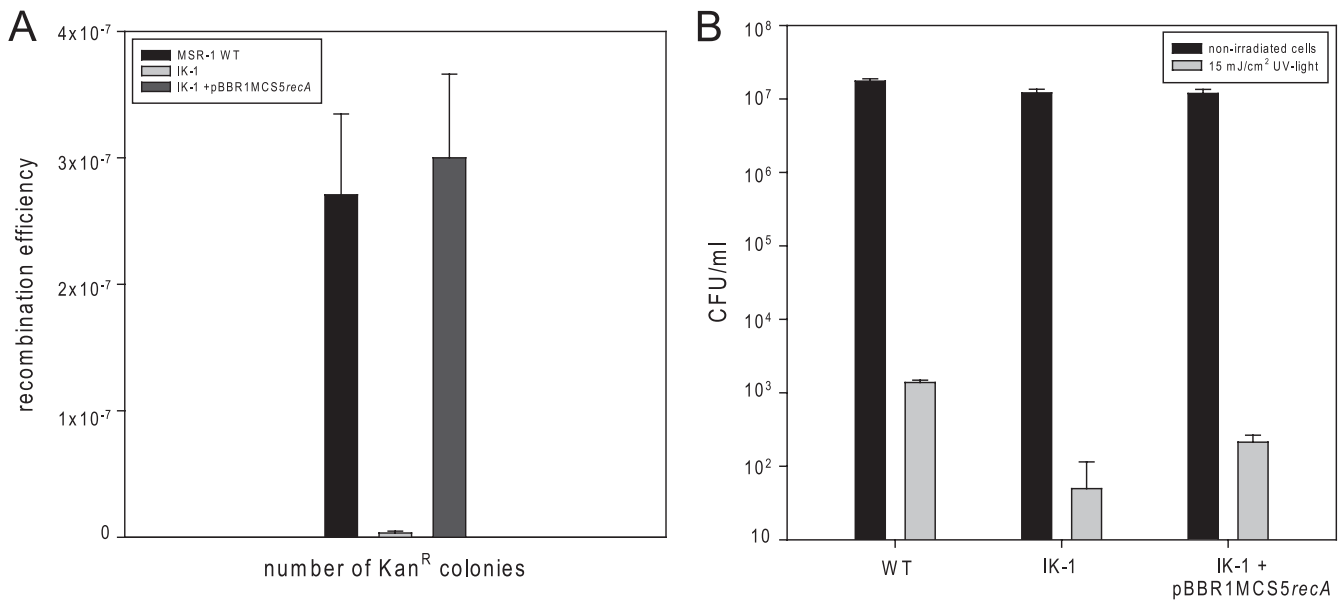 A
4x10⁻⁷
3x10⁻⁷
2x10⁻⁷
1x10⁻⁷
0
recombination efficiency
MSR-1 WT
IK-1
IK-1 +pBBR1MCS5recA
number of Kanᴿ colonies
B
10⁸
10⁷
10⁶
10⁵
10⁴
10³
10²
10
CFU/ml
non-irradiated cells
15 mJ/cm² UV-light
WT
IK-1
IK-1 +
pBBR1MCS5recA